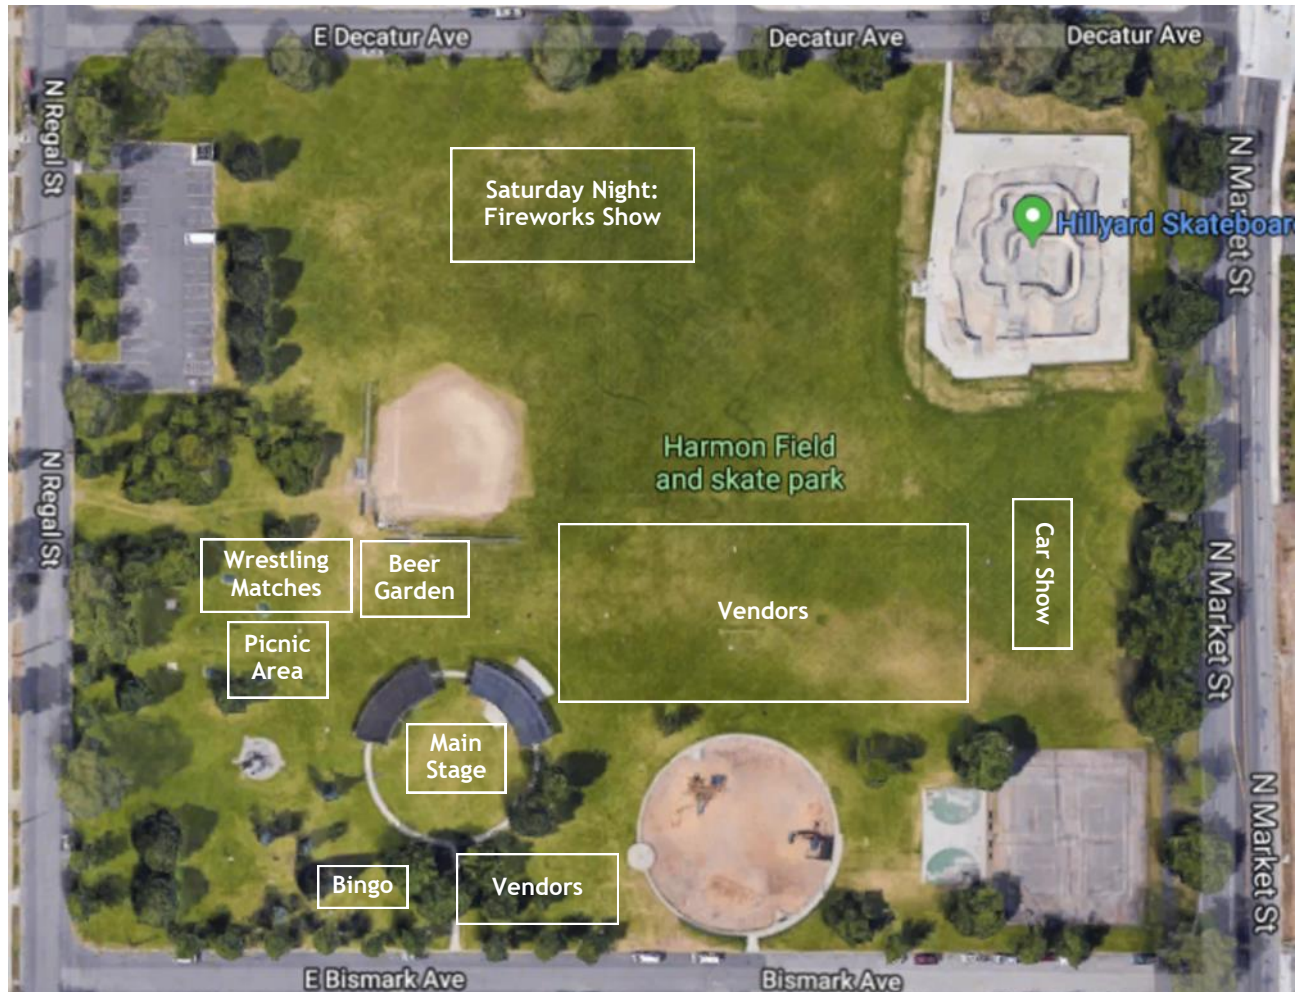 E Decatur Ave
Decatur Ave
Decatur Ave
N Regal St
N Market St
Saturday Night:
Fireworks Show
Hillyard Skateboar
Harmon Field
and skate park
N Regal St
Wrestling
Matches
Beer
Garden
Vendors
Car Show
N Market St
Picnic
Area
Main
Stage
N Market St
Bingo
Vendors
E Bismark Ave
Bismark Ave